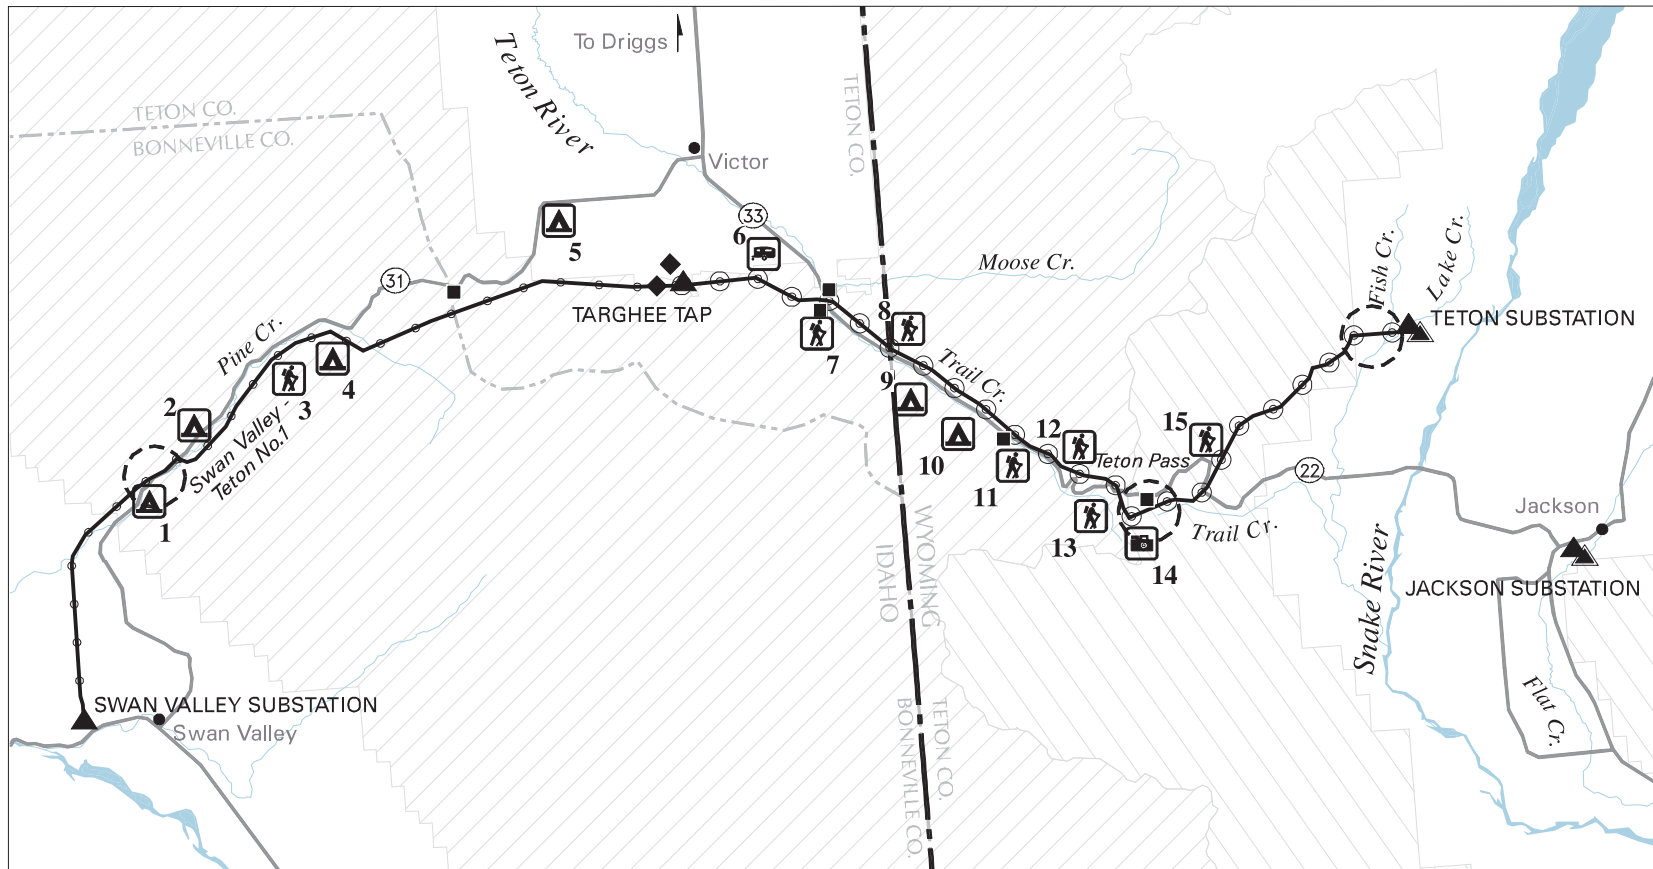 To Driggs
Teton River
TETON CO.
BONNEVILLE CO.
TETON CO.
Victor
33
6
5
31
Moose Cr.
Fish Cr.
Lake Cr.
TARGHEE TAP
8
TETON SUBSTATION
Pine Cr.
7
4
3
9
Trail Cr.
2
Swan Valley -
Teton No.1
12
15
10
Teton Pass
22
11
1
Jackson
13
Trail Cr.
14
WYOMING
IDAHO
Snake River
JACKSON SUBSTATION
SWAN VALLEY SUBSTATION
Swan Valley
Flat Cr.
TETON CO.
BONNEVILLE CO.